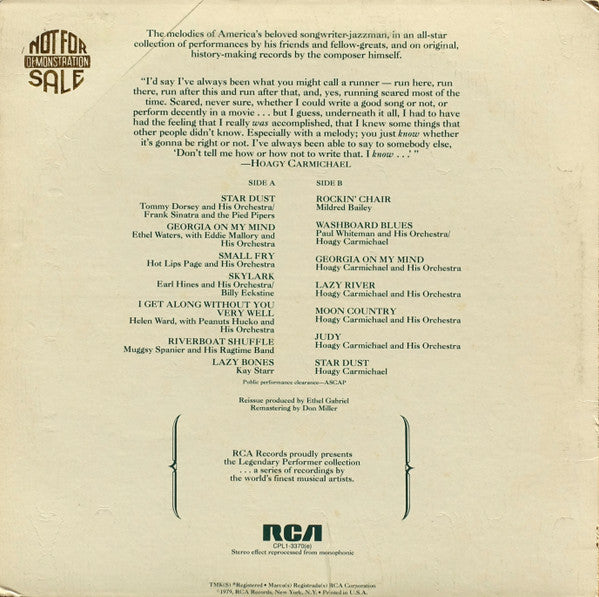 NOT FOR
DEMONSTRATION
SALE
The melodies of America's beloved songwriter-jazzman, in an all-star
collection of performances by his friends and fellow-greats, and on original,
history-making records by the composer himself.
“I'd say I've always been what you might call a runner — run here, run
there, run after this and run after that, and, yes, running scared most of the
time. Scared, never sure, whether I could write a good song or not, or
perform decently in a movie . . . but I guess, underneath it all, I had to have
had the feeling that I really was accomplished, that I knew some things that
other people didn't know. Especially with a melody; you just know whether
it's gonna be right or not. I've always been able to say to somebody else,
‘Don't tell me how or how not to write that. I know . . .’ ”
—HOAGY CARMICHAEL
SIDE A
STAR DUST
Tommy Dorsey and His Orchestra/
Frank Sinatra and the Pied Pipers
GEORGIA ON MY MIND
Ethel Waters, with Eddie Mallory and
His Orchestra
SMALL FRY
Hot Lips Page and His Orchestra
SKYLARK
Earl Hines and His Orchestra/
Billy Eckstine
I GET ALONG WITHOUT YOU
VERY WELL
Helen Ward, with Peanuts Hucko and
His Orchestra
RIVERBOAT SHUFFLE
Muggsy Spanier and His Ragtime Band
LAZY BONES
Kay Starr
SIDE B
ROCKIN' CHAIR
Mildred Bailey
WASHBOARD BLUES
Paul Whiteman and His Orchestra/
Hoagy Carmichael
GEORGIA ON MY MIND
Hoagy Carmichael and His Orchestra
LAZY RIVER
Hoagy Carmichael and His Orchestra
MOON COUNTRY
Hoagy Carmichael and His Orchestra
JUDY
Hoagy Carmichael and His Orchestra
STAR DUST
Hoagy Carmichael
Public performance clearance—ASCAP
Reissue produced by Ethel Gabriel
Remastering by Don Miller
RCA Records proudly presents
the Legendary Performer collection
. . . a series of recordings by
the world's finest musical artists.
RCA
CPL1-3370(e)
Stereo effect reprocessed from monophonic
TMK(S) ®Registered • Marca(s) Registrada(s) RCA Corporation
©1979, RCA Records, New York, N.Y. • Printed in U.S.A.